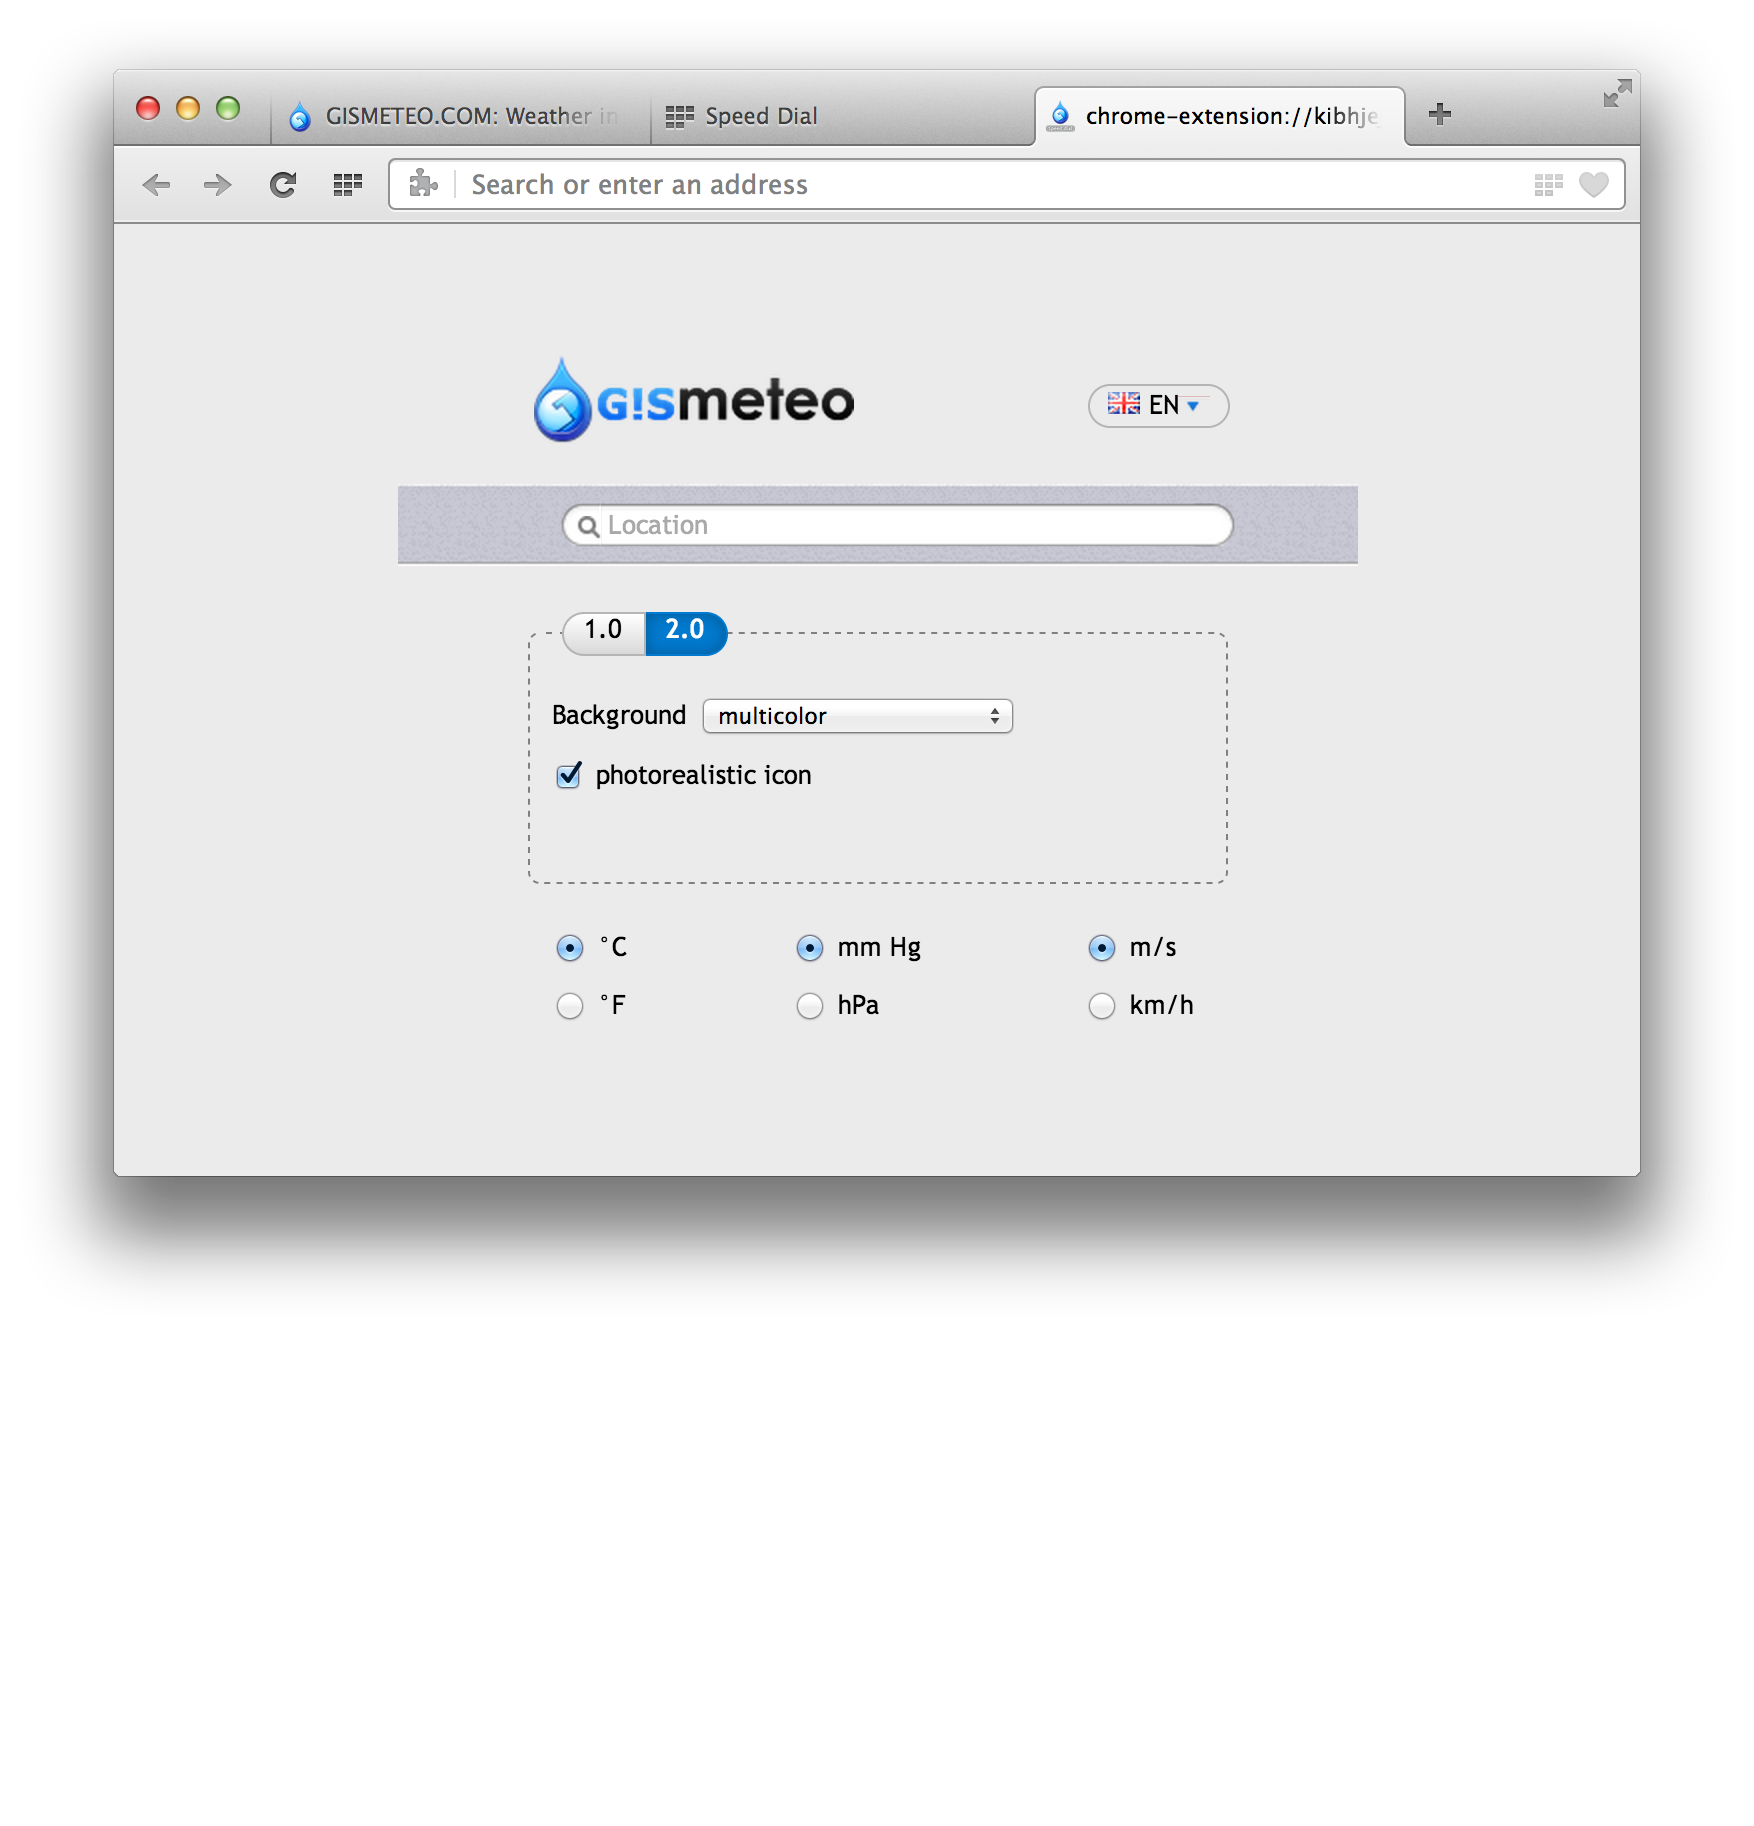 GISMETEO.COM: Weather in
Speed Dial
chrome-extension://kibhje
Search or enter an address
G!Smeteo
EN
Location
1.0 2.0
Background multicolor
photorealistic icon
°C mm Hg m/s
°F hPa km/h